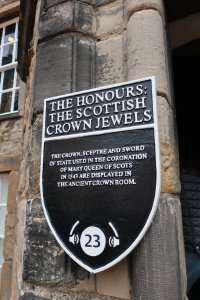 THE HONOURS:
THE SCOTTISH
CROWN JEWELS
THE CROWN, SCEPTRE AND SWORD
OF STATE USED IN THE CORONATION
OF MARY QUEEN OF SCOTS
IN 1543 ARE DISPLAYED IN
THE ANCIENT CROWN ROOM.
23